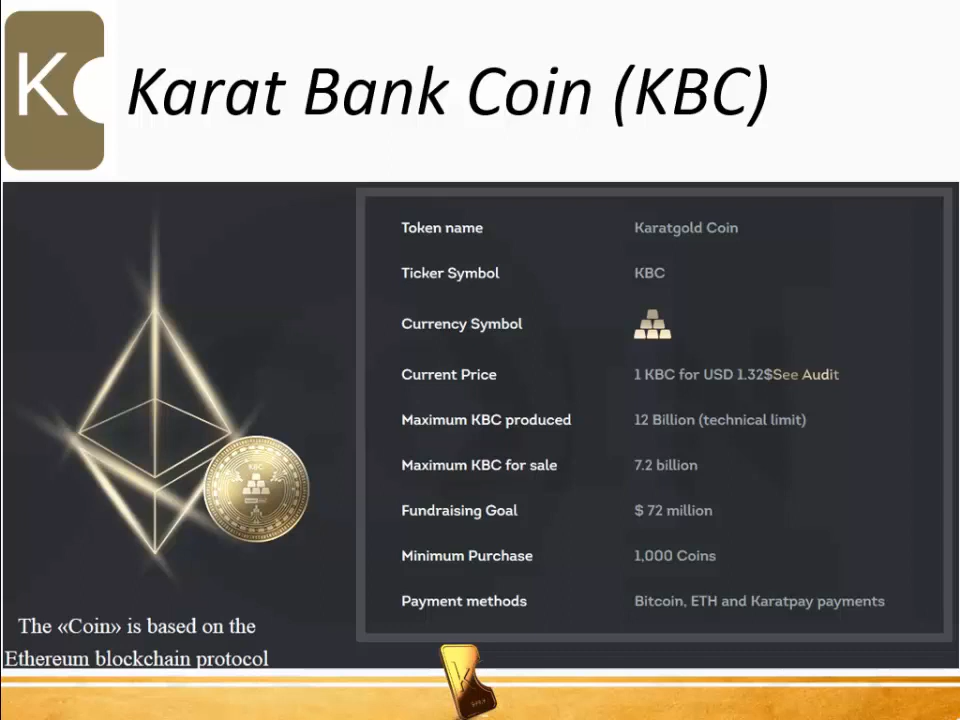 K
Karat Bank Coin (KBC)
Token name Karatgold Coin
Ticker Symbol KBC
Currency Symbol
Current Price 1 KBC for USD 1.32$See Audit
Maximum KBC produced 12 Billion (technical limit)
Maximum KBC for sale 7.2 billion
Fundraising Goal $ 72 million
Minimum Purchase 1,000 Coins
Payment methods Bitcoin, ETH and Karatpay payments
KBC
The «Coin» is based on the
Ethereum blockchain protocol
K